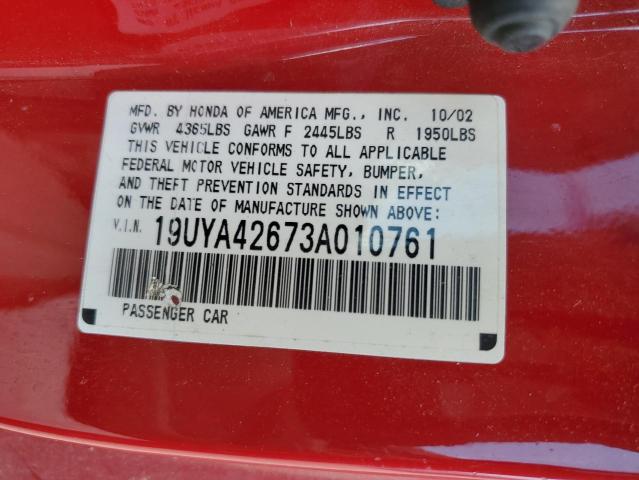 MFD. BY HONDA OF AMERICA MFG., INC. 10/02
GVWR 4365LBS GAWR F 2445LBS R 1950LBS
THIS VEHICLE CONFORMS TO ALL APPLICABLE
FEDERAL MOTOR VEHICLE SAFETY, BUMPER,
AND THEFT PREVENTION STANDARDS IN EFFECT
ON THE DATE OF MANUFACTURE SHOWN ABOVE:
V.I.N. 19UYA42673A010761
PASSENGER CAR